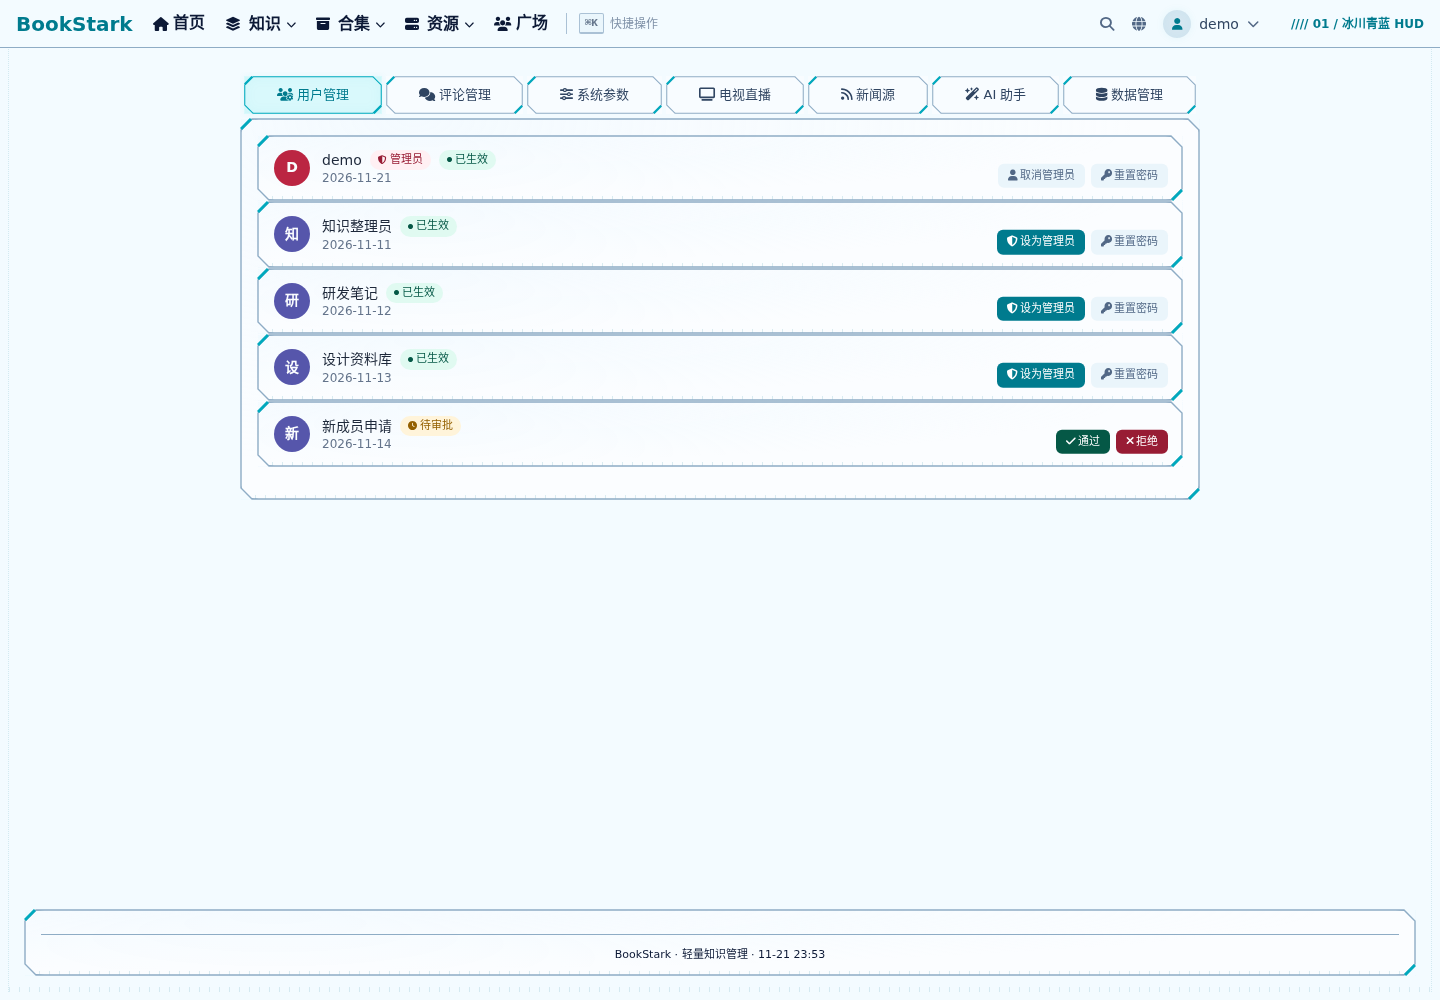 BookStark 首页 知识 合集 资源 广场 ⌘K 快捷操作 demo //// 01 / 冰川青蓝 HUD
用户管理 评论管理 系统参数 电视直播 新闻源 AI 助手 数据管理
D demo 管理员 已生效
2026-11-21 取消管理员 重置密码
知 知识整理员 已生效
2026-11-11 设为管理员 重置密码
研 研发笔记 已生效
2026-11-12 设为管理员 重置密码
设 设计资料库 已生效
2026-11-13 设为管理员 重置密码
新 新成员申请 待审批
2026-11-14 通过 拒绝
BookStark · 轻量知识管理 · 11-21 23:53